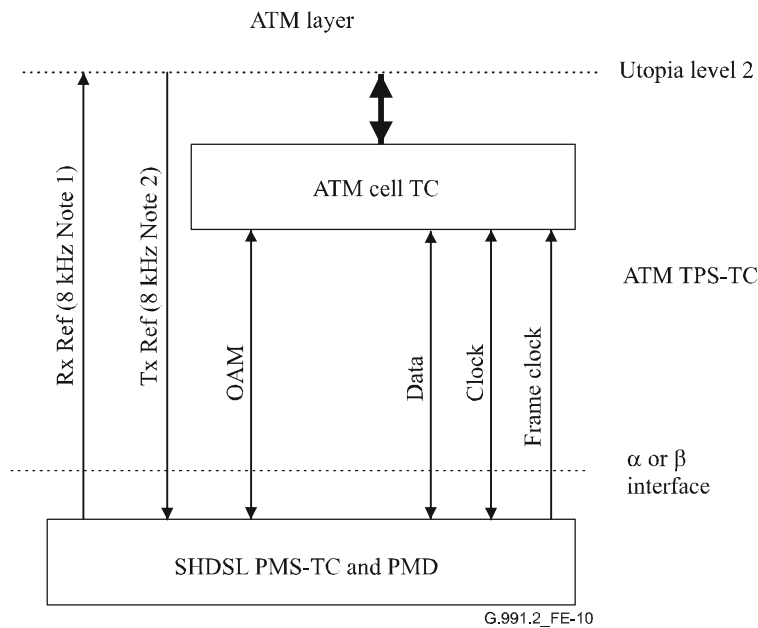 ATM layer
Utopia level 2
ATM cell TC
Rx Ref (8 kHz Note 1)
Tx Ref (8 kHz Note 2)
OAM
Data
Clock
Frame clock
ATM TPS-TC
α or β
interface
SHDSL PMS-TC and PMD
G.991.2_FE-10